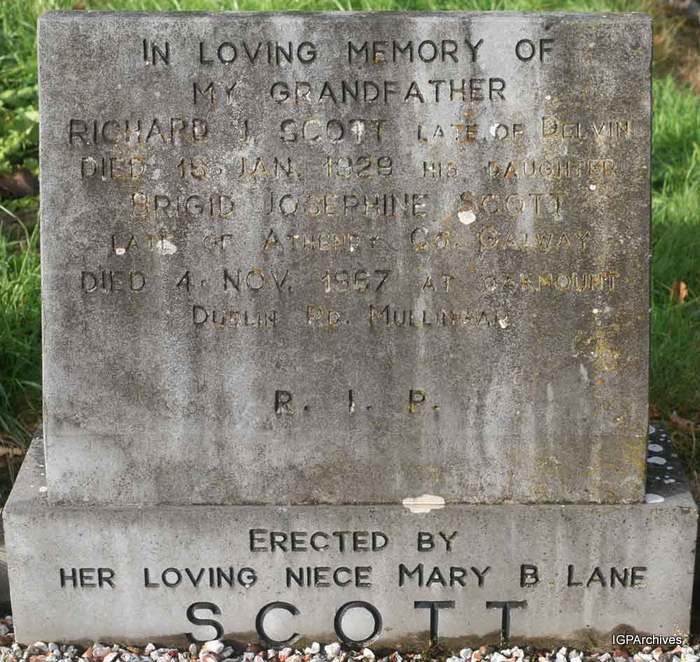 IN LOVING MEMORY OF
MY GRANDFATHER
RICHARD J. SCOTT LATE OF DELVIN
DIED 15 JAN. 1929 HIS DAUGHTER
BRIGID JOSEPHINE SCOTT
LATE OF ATHENRY CO. GALWAY
DIED 4 NOV. 1967 AT
DUBLIN RD. MULLINGAR
R. I. P.
ERECTED BY
HER LOVING NIECE MARY B LANE
SCOTT
IGPArchives